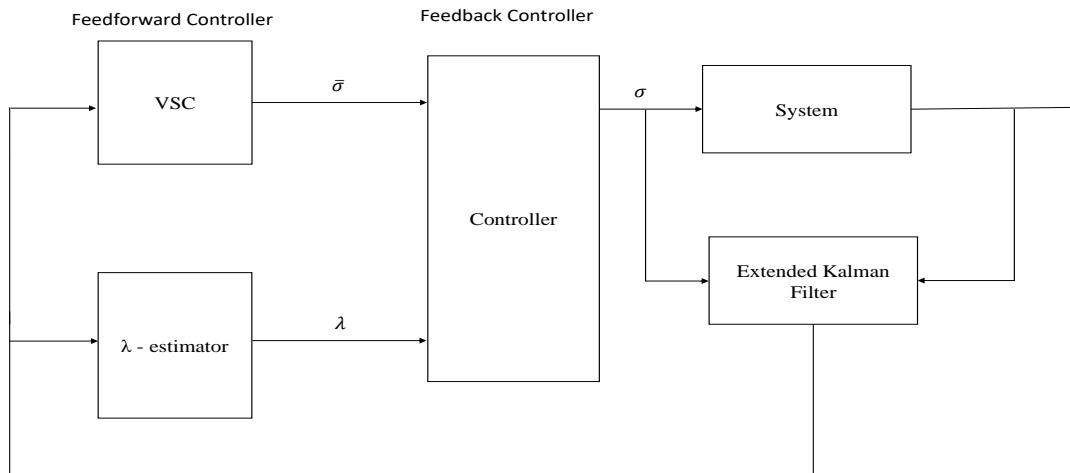 Feedforward Controller
Feedback Controller
VSC
σ̄
Controller
σ
System
λ - estimator
λ
Extended Kalman
Filter